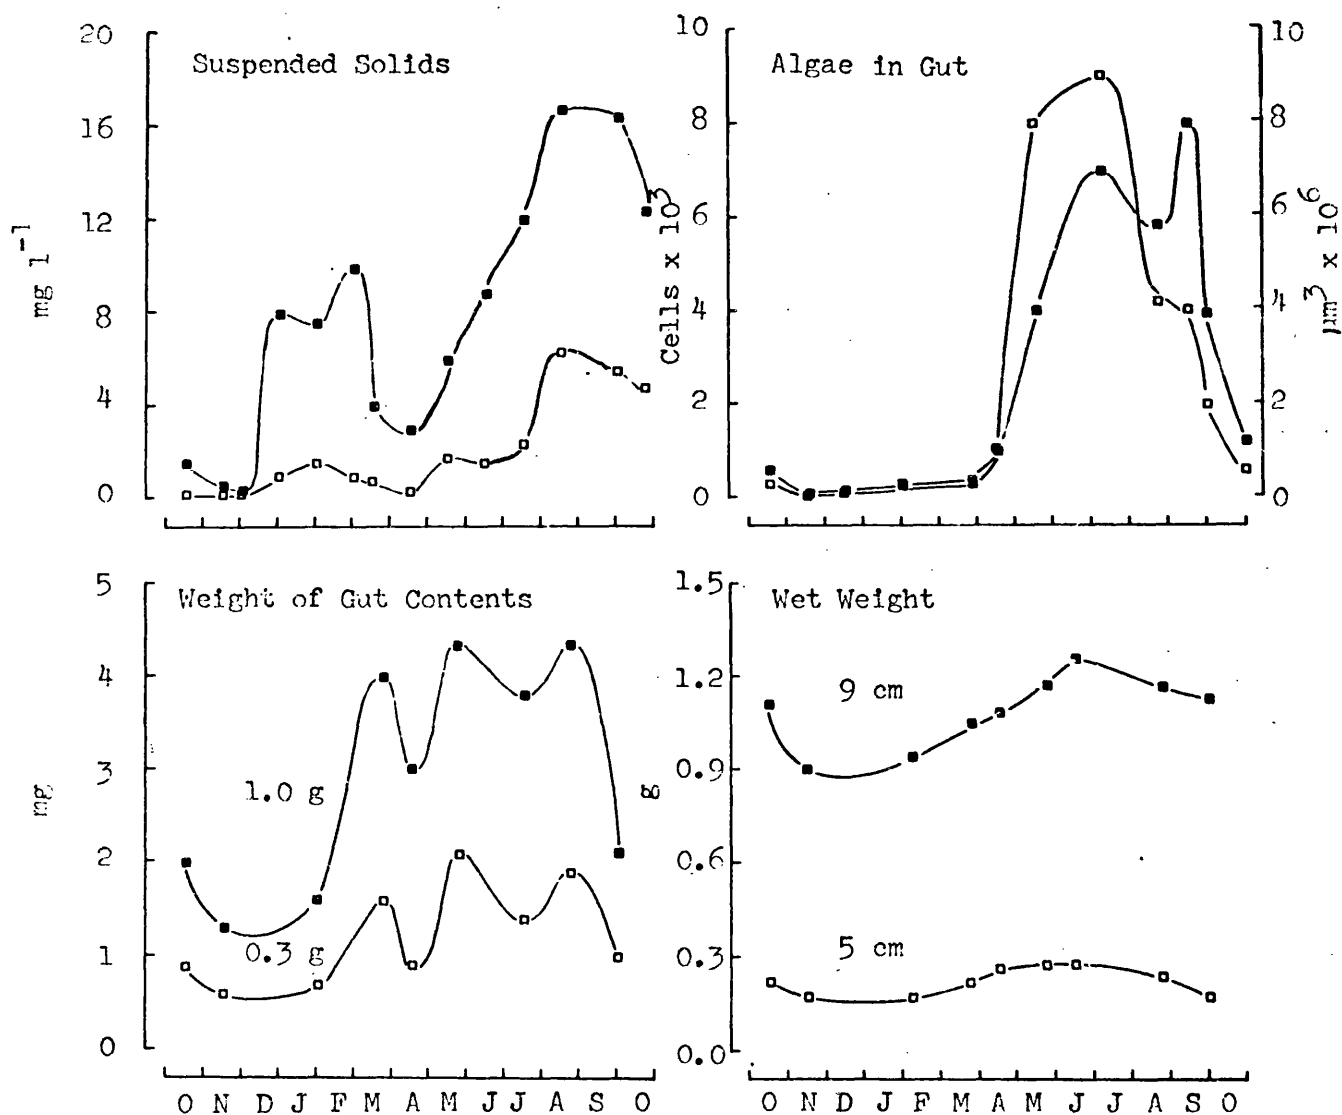 Suspended Solids
20
16
12
8
4
0
mg l⁻¹
Algae in Gut
10
8
6
4
2
0
Cells x 10³
10
8
6
4
2
0
µm³ x 10⁶
Weight of Gut Contents
5
4
3
2
1
0
mg
1.0 g
0.3 g
O N D J F M A M J J A S O
Wet Weight
1.5
1.2
0.9
0.6
0.3
0.0
g
9 cm
5 cm
O N D J F M A M J J A S O